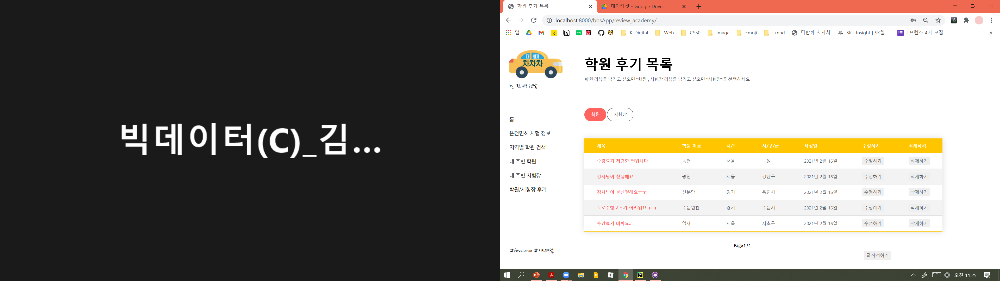 빅데이터(C)_김...
학원 후기 목록
데이터셋 - Google Drive
localhost:8000/bbsApp/review_academy/
앱
K-Digital
Web
CS50
Image
Emoji
Trend
다함께 차차차
SKT Insight | SK텔...
T프렌즈 4기 모집...
다 함께
차차차
by. 팀 지도편달
홈
운전면허 시험 정보
지역별 학원 검색
내 주변 학원
내 주변 시험장
학원/시험장 후기
#Awesome #지도편달
학원 후기 목록
학원 리뷰를 남기고 싶으면 "학원", 시험장 리뷰를 남기고 싶으면 "시험장"를 선택하세요
학원 시험장
제목 학원 이름 시/도 시/구/군 작성일 수정하기 삭제하기
수강료가 저렴한 편입니다 녹천 서울 노원구 2021년 2월 16일 수정하기 삭제하기
강사님이 친절해요 광연 서울 강남구 2021년 2월 16일 수정하기 삭제하기
강사님이 불친절해요ㅜㅜ 신분당 경기 용인시 2021년 2월 16일 수정하기 삭제하기
도로주행코스가 어려워요 ㅠㅠ 수원원천 경기 수원시 2021년 2월 16일 수정하기 삭제하기
수강료가 비싸요.. 양재 서울 서초구 2021년 2월 16일 수정하기 삭제하기
Page 1 / 1
글 작성하기
오전 11:25